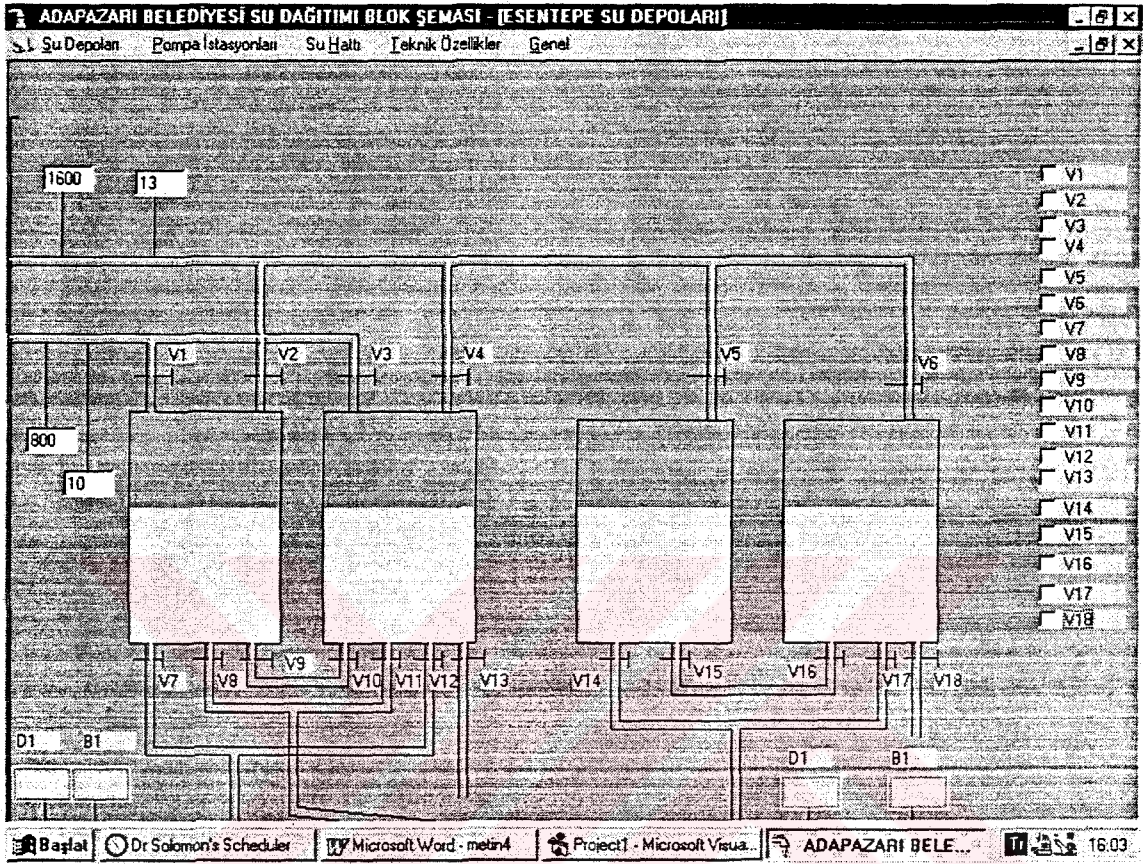 ADAPAZARI BELEDİYESİ SU DAĞITIMI BLOK ŞEMASI - [ESENTEPE SU DEPOLARI]
Su Depoları Pompa İstasyonları Su Hattı Teknik Özellikler Genel
1600
13
V1
V2
V3
V4
V5
V6
V7
V8
V9
V10
V11
V12
V13
V14
V15
V16
V17
V18
V1 V2 V3 V4 V5 V6
800
10
V7 V8 V9 V10 V11 V12 V13 V14 V15 V16 V17 V18
D1 B1
D1 B1
Başlat Dr Solomon's Scheduler Microsoft Word - metin4 Project1 - Microsoft Visua... ADAPAZARI BELE... 16:03